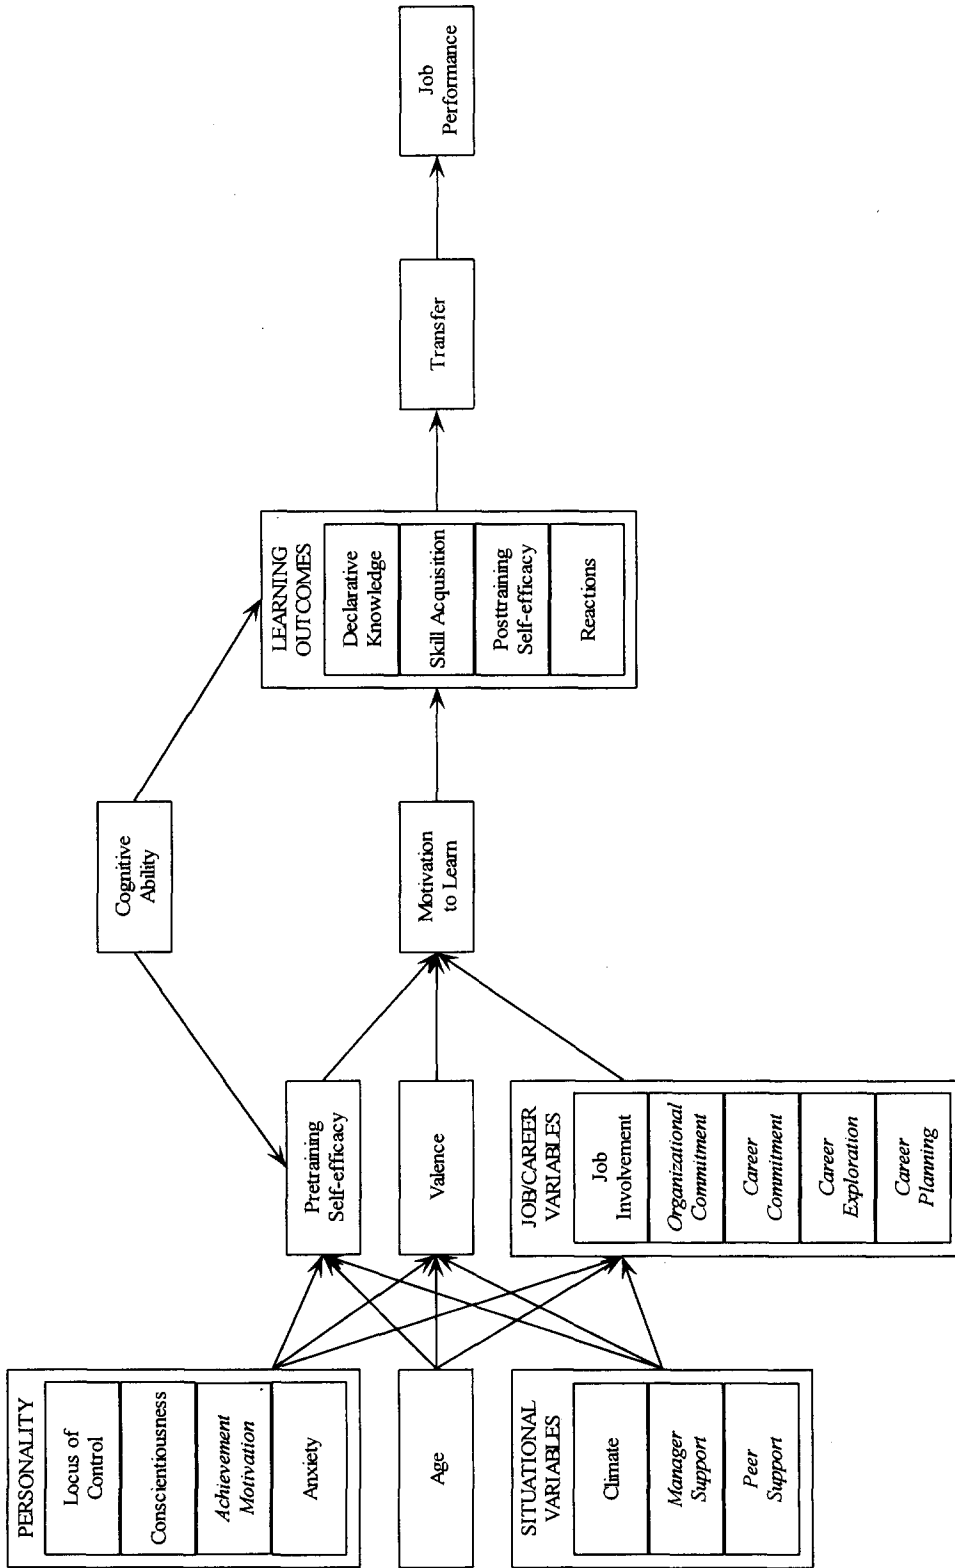 PERSONALITY
Locus of
Control
Conscientiousness
Achievement
Motivation
Anxiety
Age
SITUATIONAL
VARIABLES
Climate
Manager
Support
Peer
Support
Pretraining
Self-efficacy
Valence
JOB/CAREER
VARIABLES
Job
Involvement
Organizational
Commitment
Career
Commitment
Career
Exploration
Career
Planning
Cognitive
Ability
Motivation
to Learn
LEARNING
OUTCOMES
Declarative
Knowledge
Skill Acquisition
Posttraining
Self-efficacy
Reactions
Transfer
Job
Performance